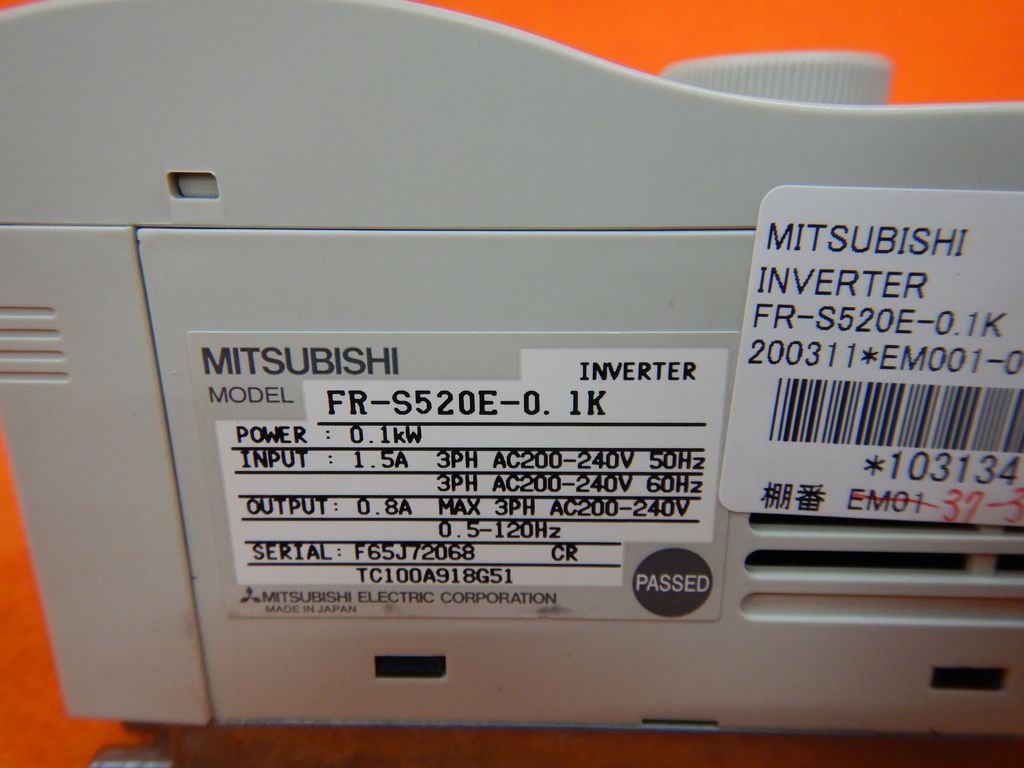 MITSUBISHI
INVERTER
MODEL FR-S520E-0.1K
POWER : 0.1kW
INPUT : 1.5A 3PH AC200-240V 50Hz
3PH AC200-240V 60Hz
OUTPUT: 0.8A MAX 3PH AC200-240V
0.5-120Hz
SERIAL: F65J72068 CR
TC100A918G51
PASSED
MITSUBISHI ELECTRIC CORPORATION
MADE IN JAPAN
MITSUBISHI
INVERTER
FR-S520E-0.1K
200311*EM001-0
*103134
棚番 EM01 37-3